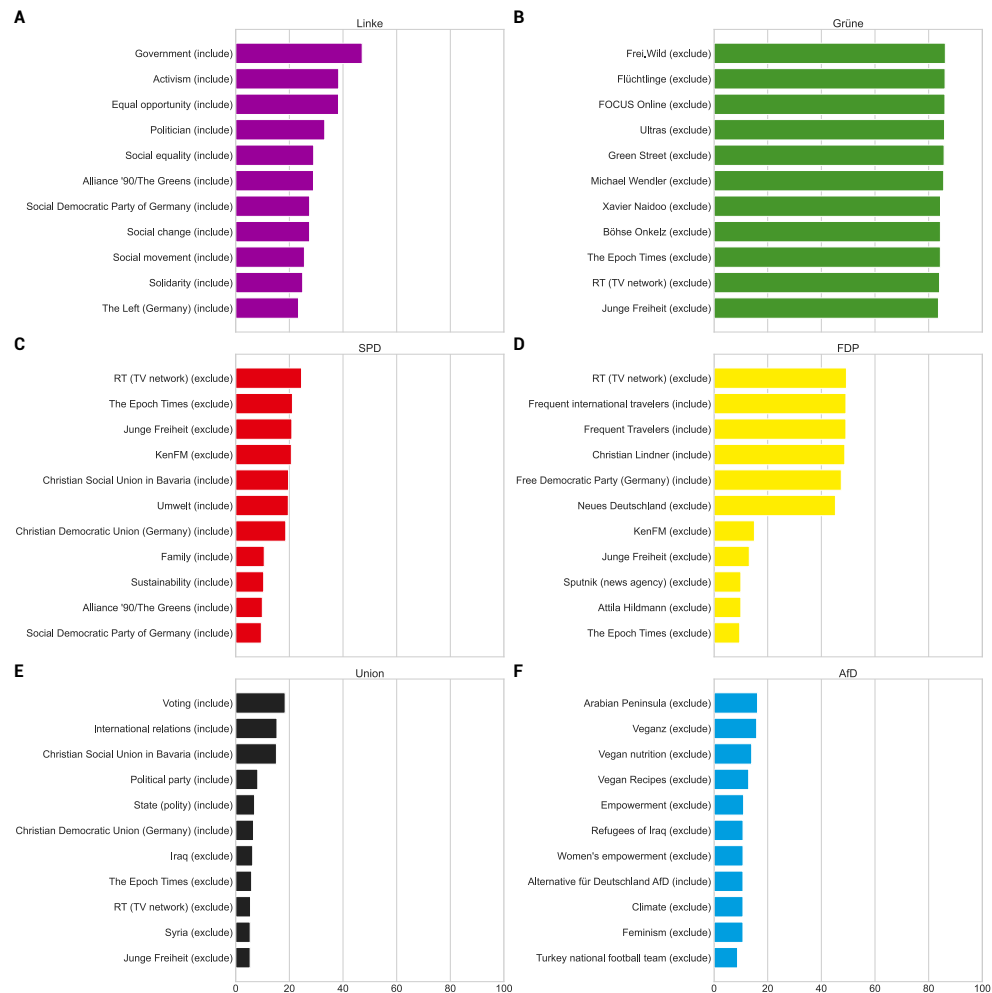 A
Linke
Government (include)
Activism (include)
Equal opportunity (include)
Politician (include)
Social equality (include)
Alliance '90/The Greens (include)
Social Democratic Party of Germany (include)
Social change (include)
Social movement (include)
Solidarity (include)
The Left (Germany) (include)
B
Grüne
Frei.Wild (exclude)
Flüchtlinge (exclude)
FOCUS Online (exclude)
Ultras (exclude)
Green Street (exclude)
Michael Wendler (exclude)
Xavier Naidoo (exclude)
Böhse Onkelz (exclude)
The Epoch Times (exclude)
RT (TV network) (exclude)
Junge Freiheit (exclude)
C
SPD
RT (TV network) (exclude)
The Epoch Times (exclude)
Junge Freiheit (exclude)
KenFM (exclude)
Christian Social Union in Bavaria (include)
Umwelt (include)
Christian Democratic Union (Germany) (include)
Family (include)
Sustainability (include)
Alliance '90/The Greens (include)
Social Democratic Party of Germany (include)
D
FDP
RT (TV network) (exclude)
Frequent international travelers (include)
Frequent Travelers (include)
Christian Lindner (include)
Free Democratic Party (Germany) (include)
Neues Deutschland (exclude)
KenFM (exclude)
Junge Freiheit (exclude)
Sputnik (news agency) (exclude)
Attila Hildmann (exclude)
The Epoch Times (exclude)
E
Union
Voting (include)
International relations (include)
Christian Social Union in Bavaria (include)
Political party (include)
State (polity) (include)
Christian Democratic Union (Germany) (include)
Iraq (exclude)
The Epoch Times (exclude)
RT (TV network) (exclude)
Syria (exclude)
Junge Freiheit (exclude)
0 20 40 60 80 100
F
AfD
Arabian Peninsula (exclude)
Veganz (exclude)
Vegan nutrition (exclude)
Vegan Recipes (exclude)
Empowerment (exclude)
Refugees of Iraq (exclude)
Women's empowerment (exclude)
Alternative für Deutschland AfD (include)
Climate (exclude)
Feminism (exclude)
Turkey national football team (exclude)
0 20 40 60 80 100